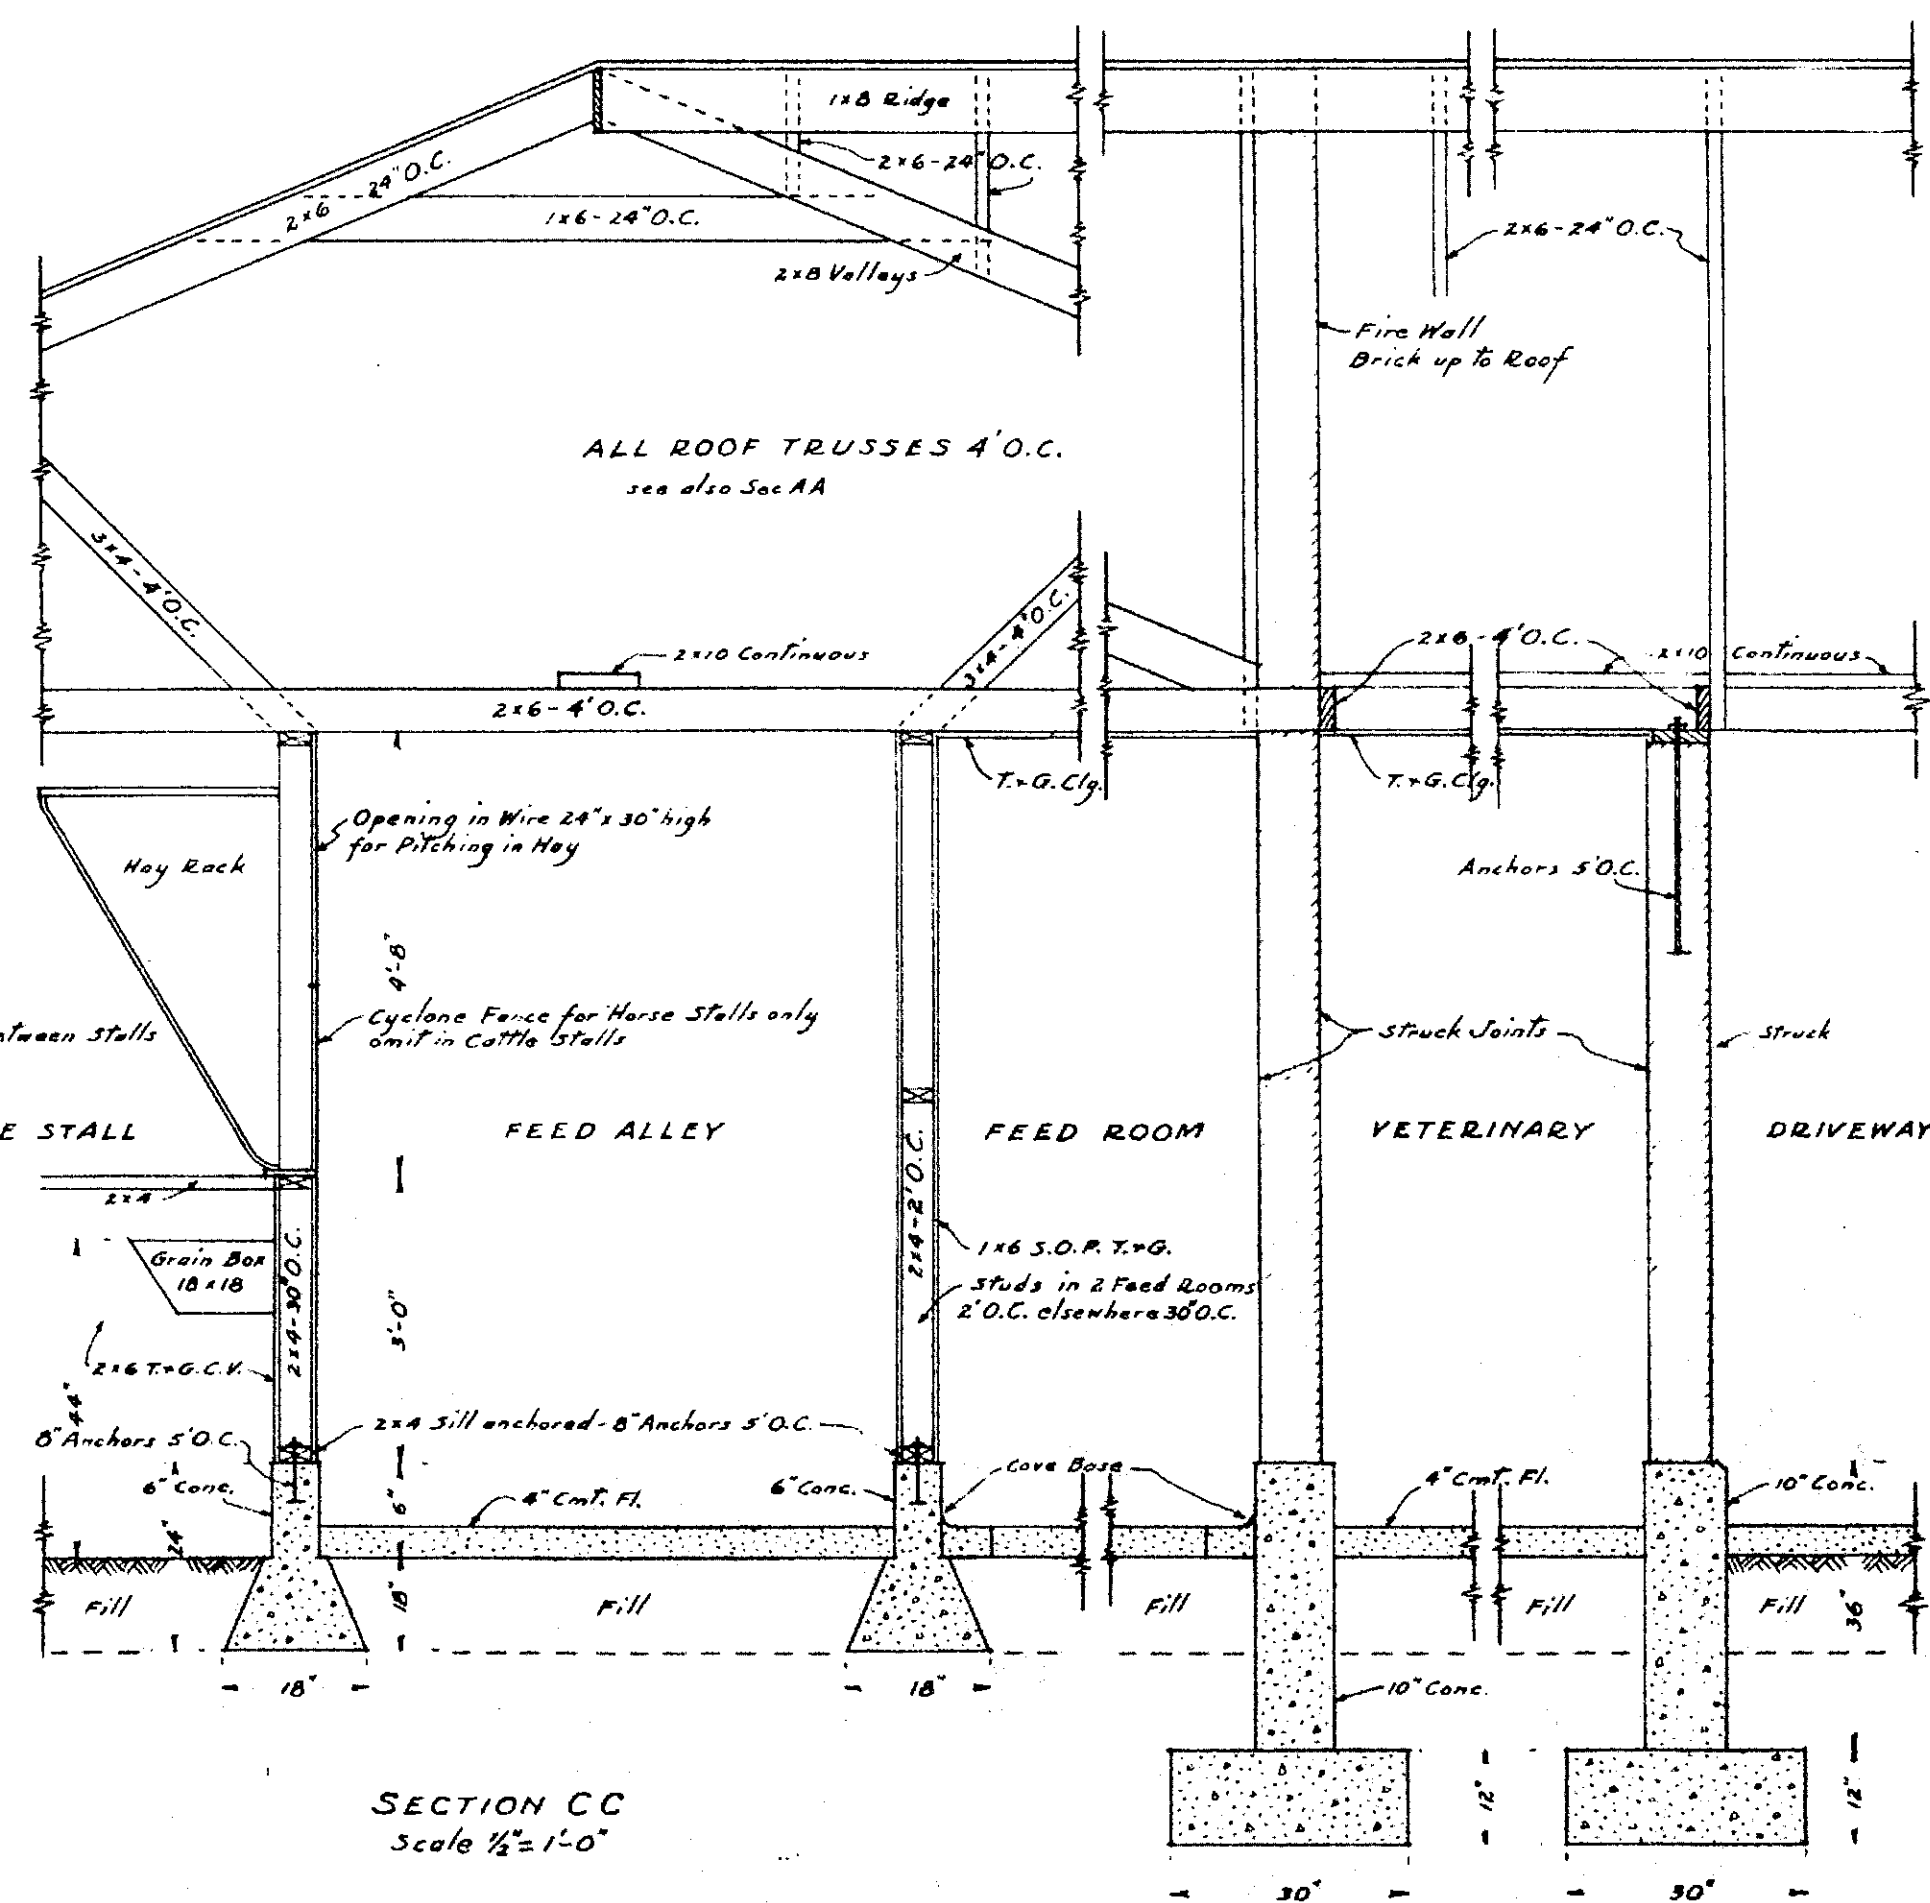 1x8 Ridge
2x6 24" O.C.
2x6-24" O.C.
1x6-24" O.C.
2x8 Valleys
2x6-24" O.C.
Fire Wall
Brick up to Roof
ALL ROOF TRUSSES 4' O.C.
see also Sec AA
3x4-4' O.C.
3x4-4' O.C.
2x10 Continuous
2x6-4' O.C.
2x6-4' O.C.
2x10 Continuous
T.+G. Clg.
T.+G. Clg.
Opening in Wire 24" x 30" high
for Pitching in Hay
Hay Rack
Anchors 5' O.C.
4'-8"
Cyclone Fence for Horse Stalls only
omit in Cattle Stalls
Stalls
Struck Joints
Struck
E STALL
FEED ALLEY
FEED ROOM
VETERINARY
DRIVEWAY
2x4
2x4-2' O.C.
Grain Box
18 x 18
2x4-30" O.C.
3'-0"
1x6 S.O.P. T.+G.
Studs in 2 Feed Rooms
2' O.C. elsewhere 30" O.C.
2x6 T.+G. C.V.
44"
2x4 Sill anchored-8" Anchors 5' O.C.
8" Anchors 5' O.C.
6" Conc.
6"
4" Cmt. Fl.
6" Conc.
Cove Base
4" Cmt. Fl.
10" Conc.
24"
Fill
18"
Fill
Fill
Fill
Fill
36"
18"
18"
10" Conc.
SECTION CC
Scale 1/2" = 1'-0"
12"
12"
30"
30"